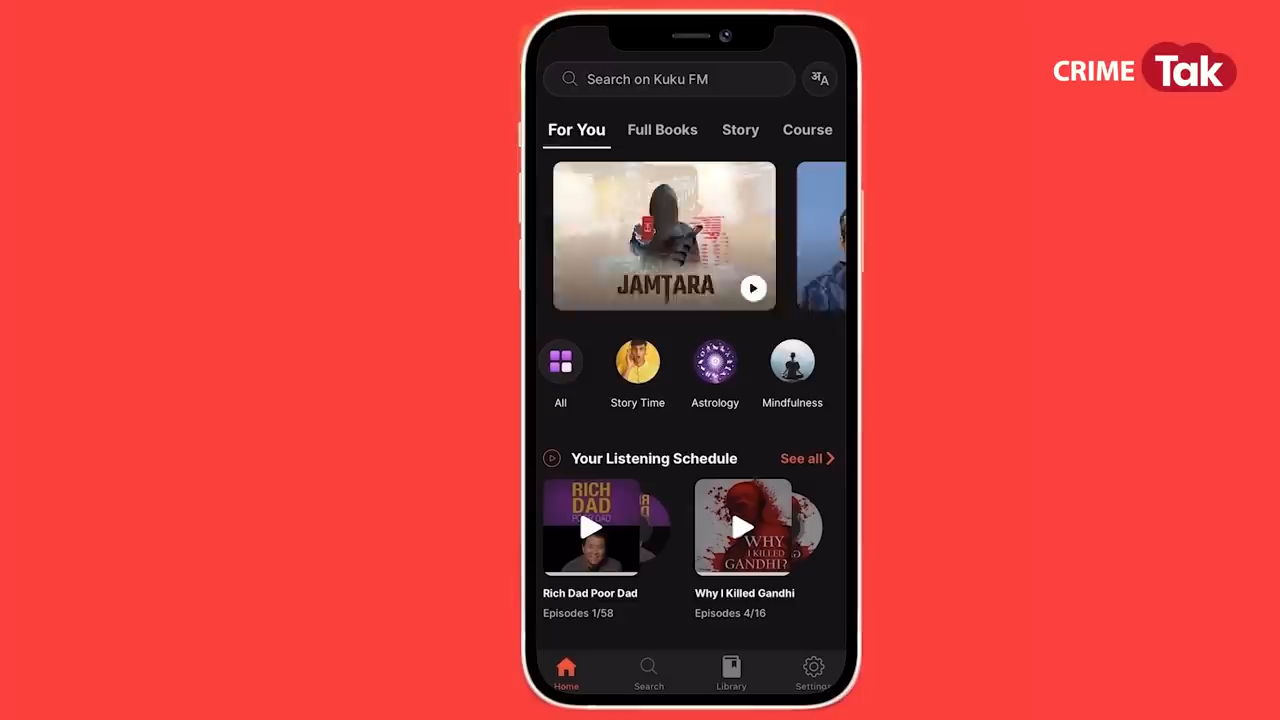 CRIME Tak
Search on Kuku FM
अA
For You Full Books Story Course
JAMTARA
All Story Time Astrology Mindfulness
Your Listening Schedule See all
RICH
DAD
POOR DAD
WHY
I KILLED
GANDHI?
Rich Dad Poor Dad Why I Killed Gandhi
Episodes 1/58 Episodes 4/16
Home Search Library Settings